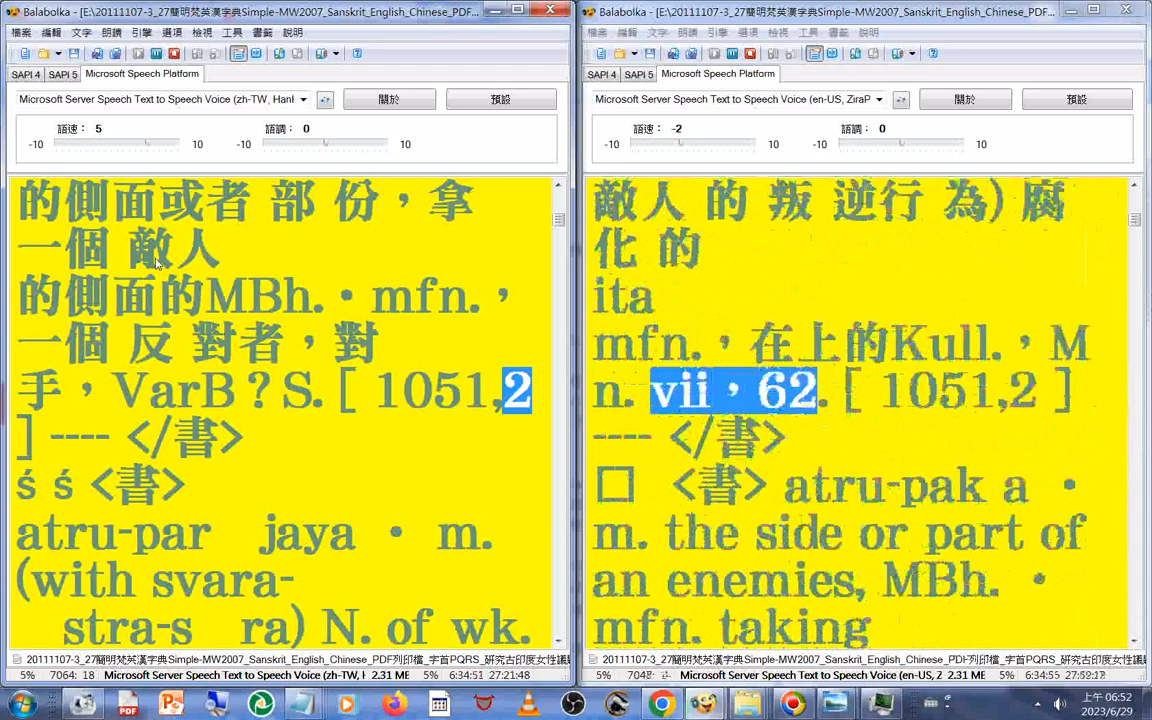 Balabolka - [E:\20111107-3_27簡明梵英漢字典Simple-MW2007_Sanskrit_English_Chinese_PDF...
檔案 編輯 文字 朗讀 引擎 選項 檢視 工具 書籤 說明
SAPI 4 SAPI 5 Microsoft Speech Platform
Microsoft Server Speech Text to Speech Voice (zh-TW, Hanl 關於 預設
語速： 5 語調： 0
-10 10 -10 10
的側面或者 部 份，拿
一個 敵人
的側面的MBh.•mfn.，
一個 反 對者，對
手，VarB？S.[ 1051,2
] ---- </書>
ś ś <書>
atru-par jaya • m.
(with svara-
stra-s ra) N. of wk.
20111107-3_27簡明梵英漢字典Simple-MW2007_Sanskrit_English_Chinese_PDF列印檔_字首PQRS_研究古印度女性議
5% 7064: 18 Microsoft Server Speech Text to Speech Voice (zh-TW, H 2.31 ME 5% 6:34:51 27:21:48
Balabolka - [E:\20111107-3_27簡明梵英漢字典Simple-MW2007_Sanskrit_English_Chinese_PDF...
檔案 編輯 文字 朗讀 引擎 選項 檢視 工具 書籤 說明
SAPI 4 SAPI 5 Microsoft Speech Platform
Microsoft Server Speech Text to Speech Voice (en-US, ZiraP 關於 預設
語速： -2 語調： 0
-10 10 -10 10
敵人 的 叛 逆行 為) 腐
化 的
ita
mfn.，在上的Kull.，M
n. vii，62.[ 1051,2 ]
---- </書>
□ <書> atru-pak a •
m. the side or part of
an enemies, MBh. •
mfn. taking
20111107-3_27簡明梵英漢字典Simple-MW2007_Sanskrit_English_Chinese_PDF列印檔_字首PQRS_研究古印度女性議
5% Microsoft Server Speech Text to Speech Voice (en-US, 2.31 ME 5% 6:34:55
上午 06:52
2023/6/29